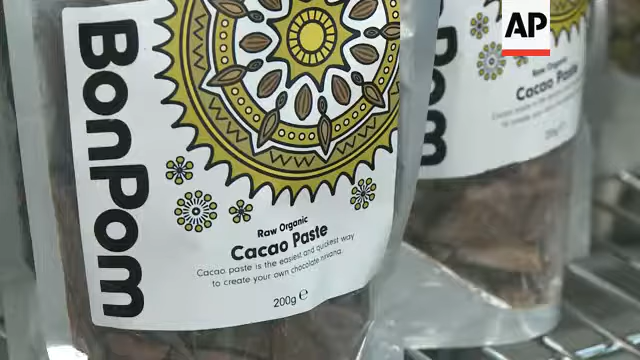 BonPom
Raw Organic
Cacao Paste
Cacao paste is the easiest and quickest way
to create your own chocolate nirvana.
200g ℮
AP
Raw Organic
Cacao Paste